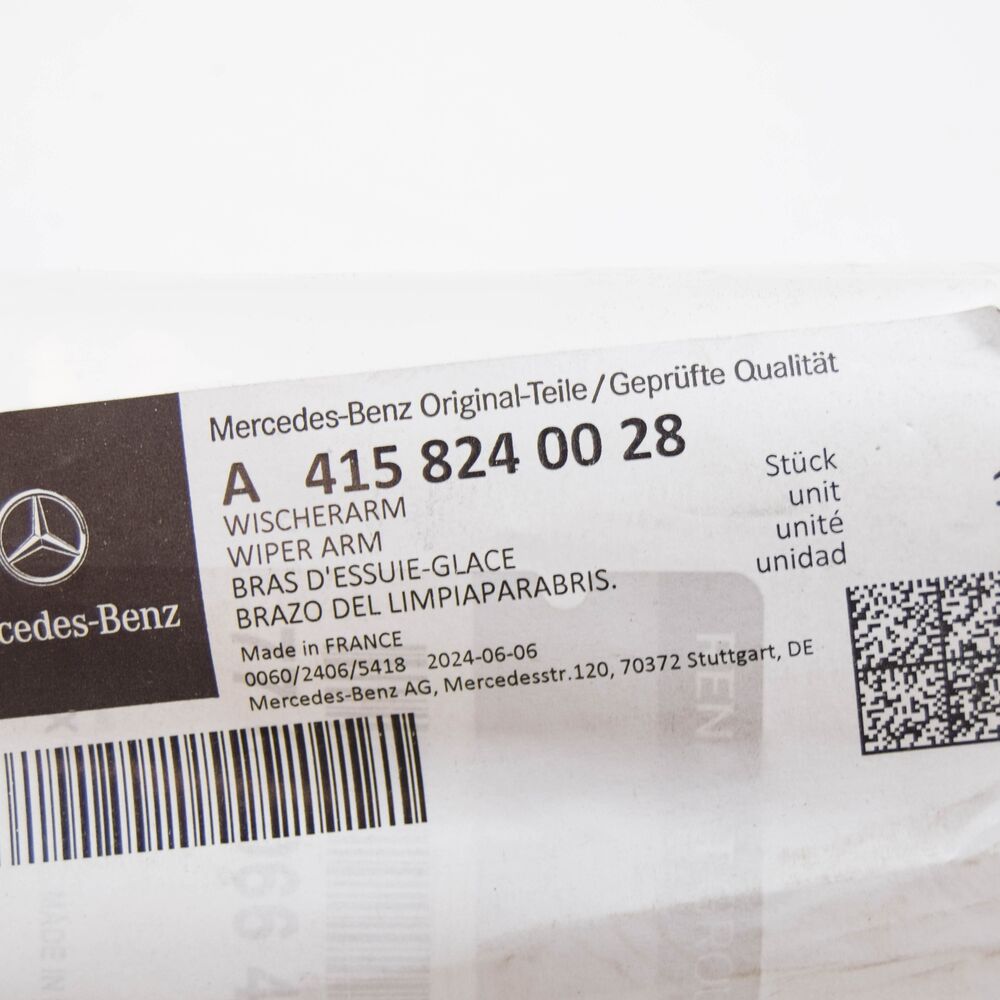 Mercedes-Benz Original-Teile/Geprüfte Qualität
A 415 824 00 28
WISCHERARM
WIPER ARM
BRAS D'ESSUIE-GLACE
BRAZO DEL LIMPIAPARABRIS.
Stück
unit
unité
unidad
Made in FRANCE
0060/2406/5418 2024-06-06
Mercedes-Benz AG, Mercedesstr.120, 70372 Stuttgart, DE
cedes-Benz